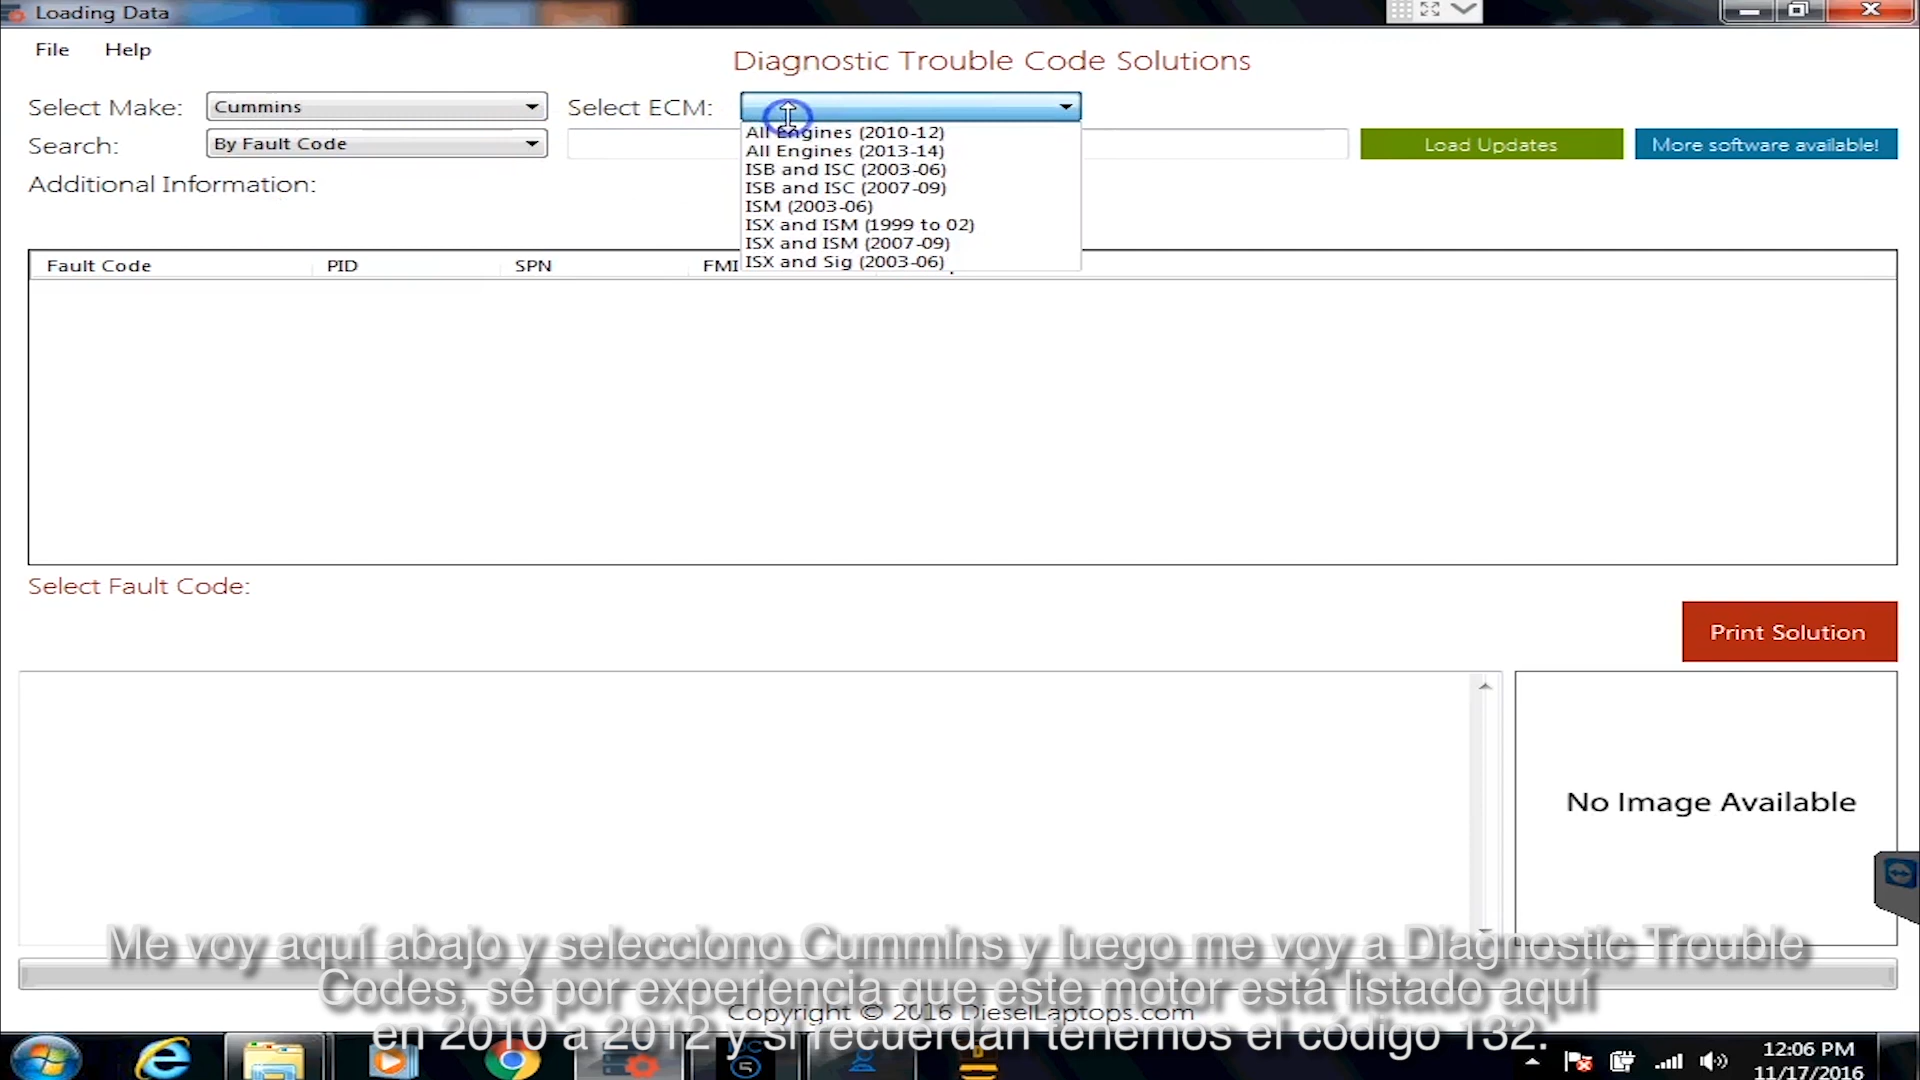 Loading Data
File Help
Diagnostic Trouble Code Solutions
Select Make: Cummins Select ECM:
All Engines (2010-12)
Search: By Fault Code Load Updates More software available!
All Engines (2013-14)
ISB and ISC (2003-06)
Additional Information:
ISB and ISC (2007-09)
ISM (2003-06)
ISX and ISM (1999 to 02)
ISX and ISM (2007-09)
ISX and Sig (2003-06)
Fault Code PID SPN FMI
Select Fault Code:
Print Solution
No Image Available
Me voy aquí abajo y selecciono Cummins y luego me voy a Diagnostic Trouble
Codes, sé por experiencia que este motor está listado aquí
Copyright © 2016 DieselLaptops.com
en 2010 a 2012 y si recuerdan tenemos el código 132.
12:06 PM
11/17/2016